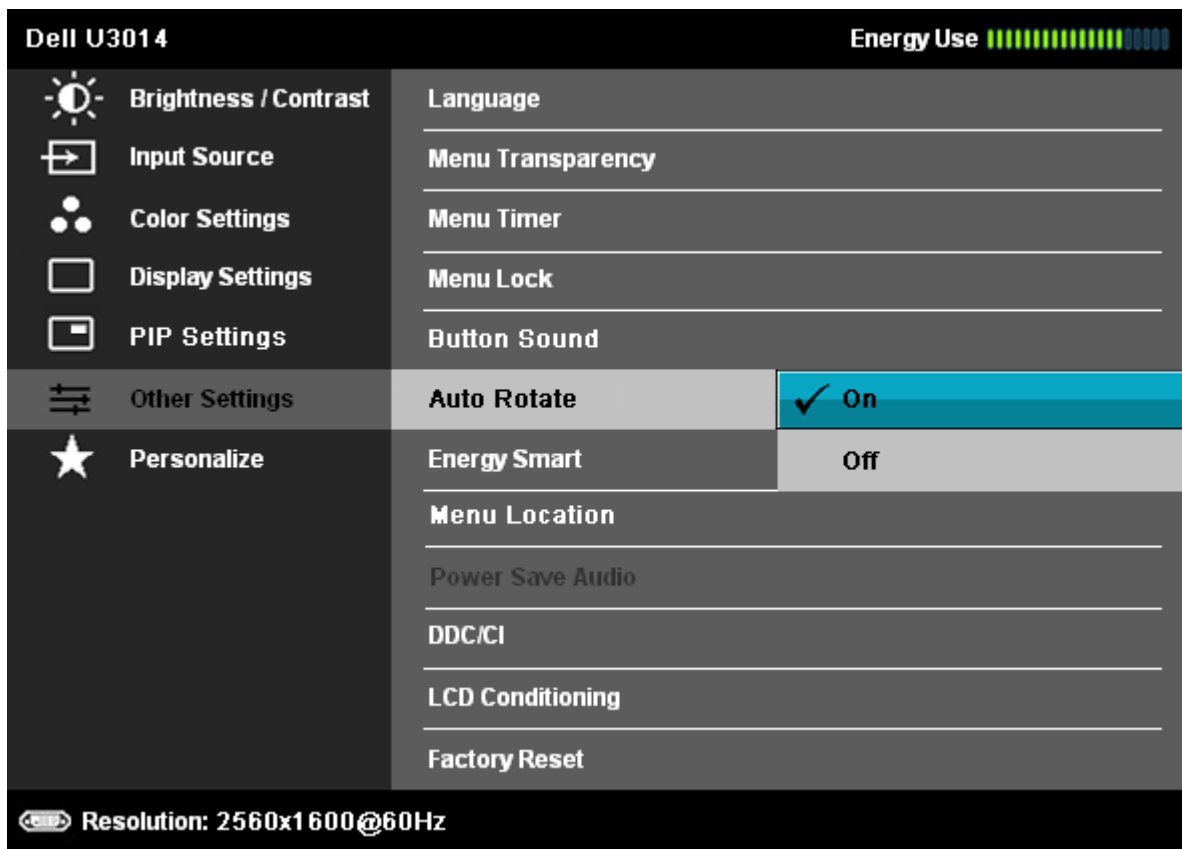 Dell U3014 Energy Use
Brightness / Contrast Language
Input Source Menu Transparency
Color Settings Menu Timer
Display Settings Menu Lock
PIP Settings Button Sound
Other Settings Auto Rotate On
Personalize Energy Smart Off
Menu Location
Power Save Audio
DDC/CI
LCD Conditioning
Factory Reset
Resolution: 2560x1600@60Hz